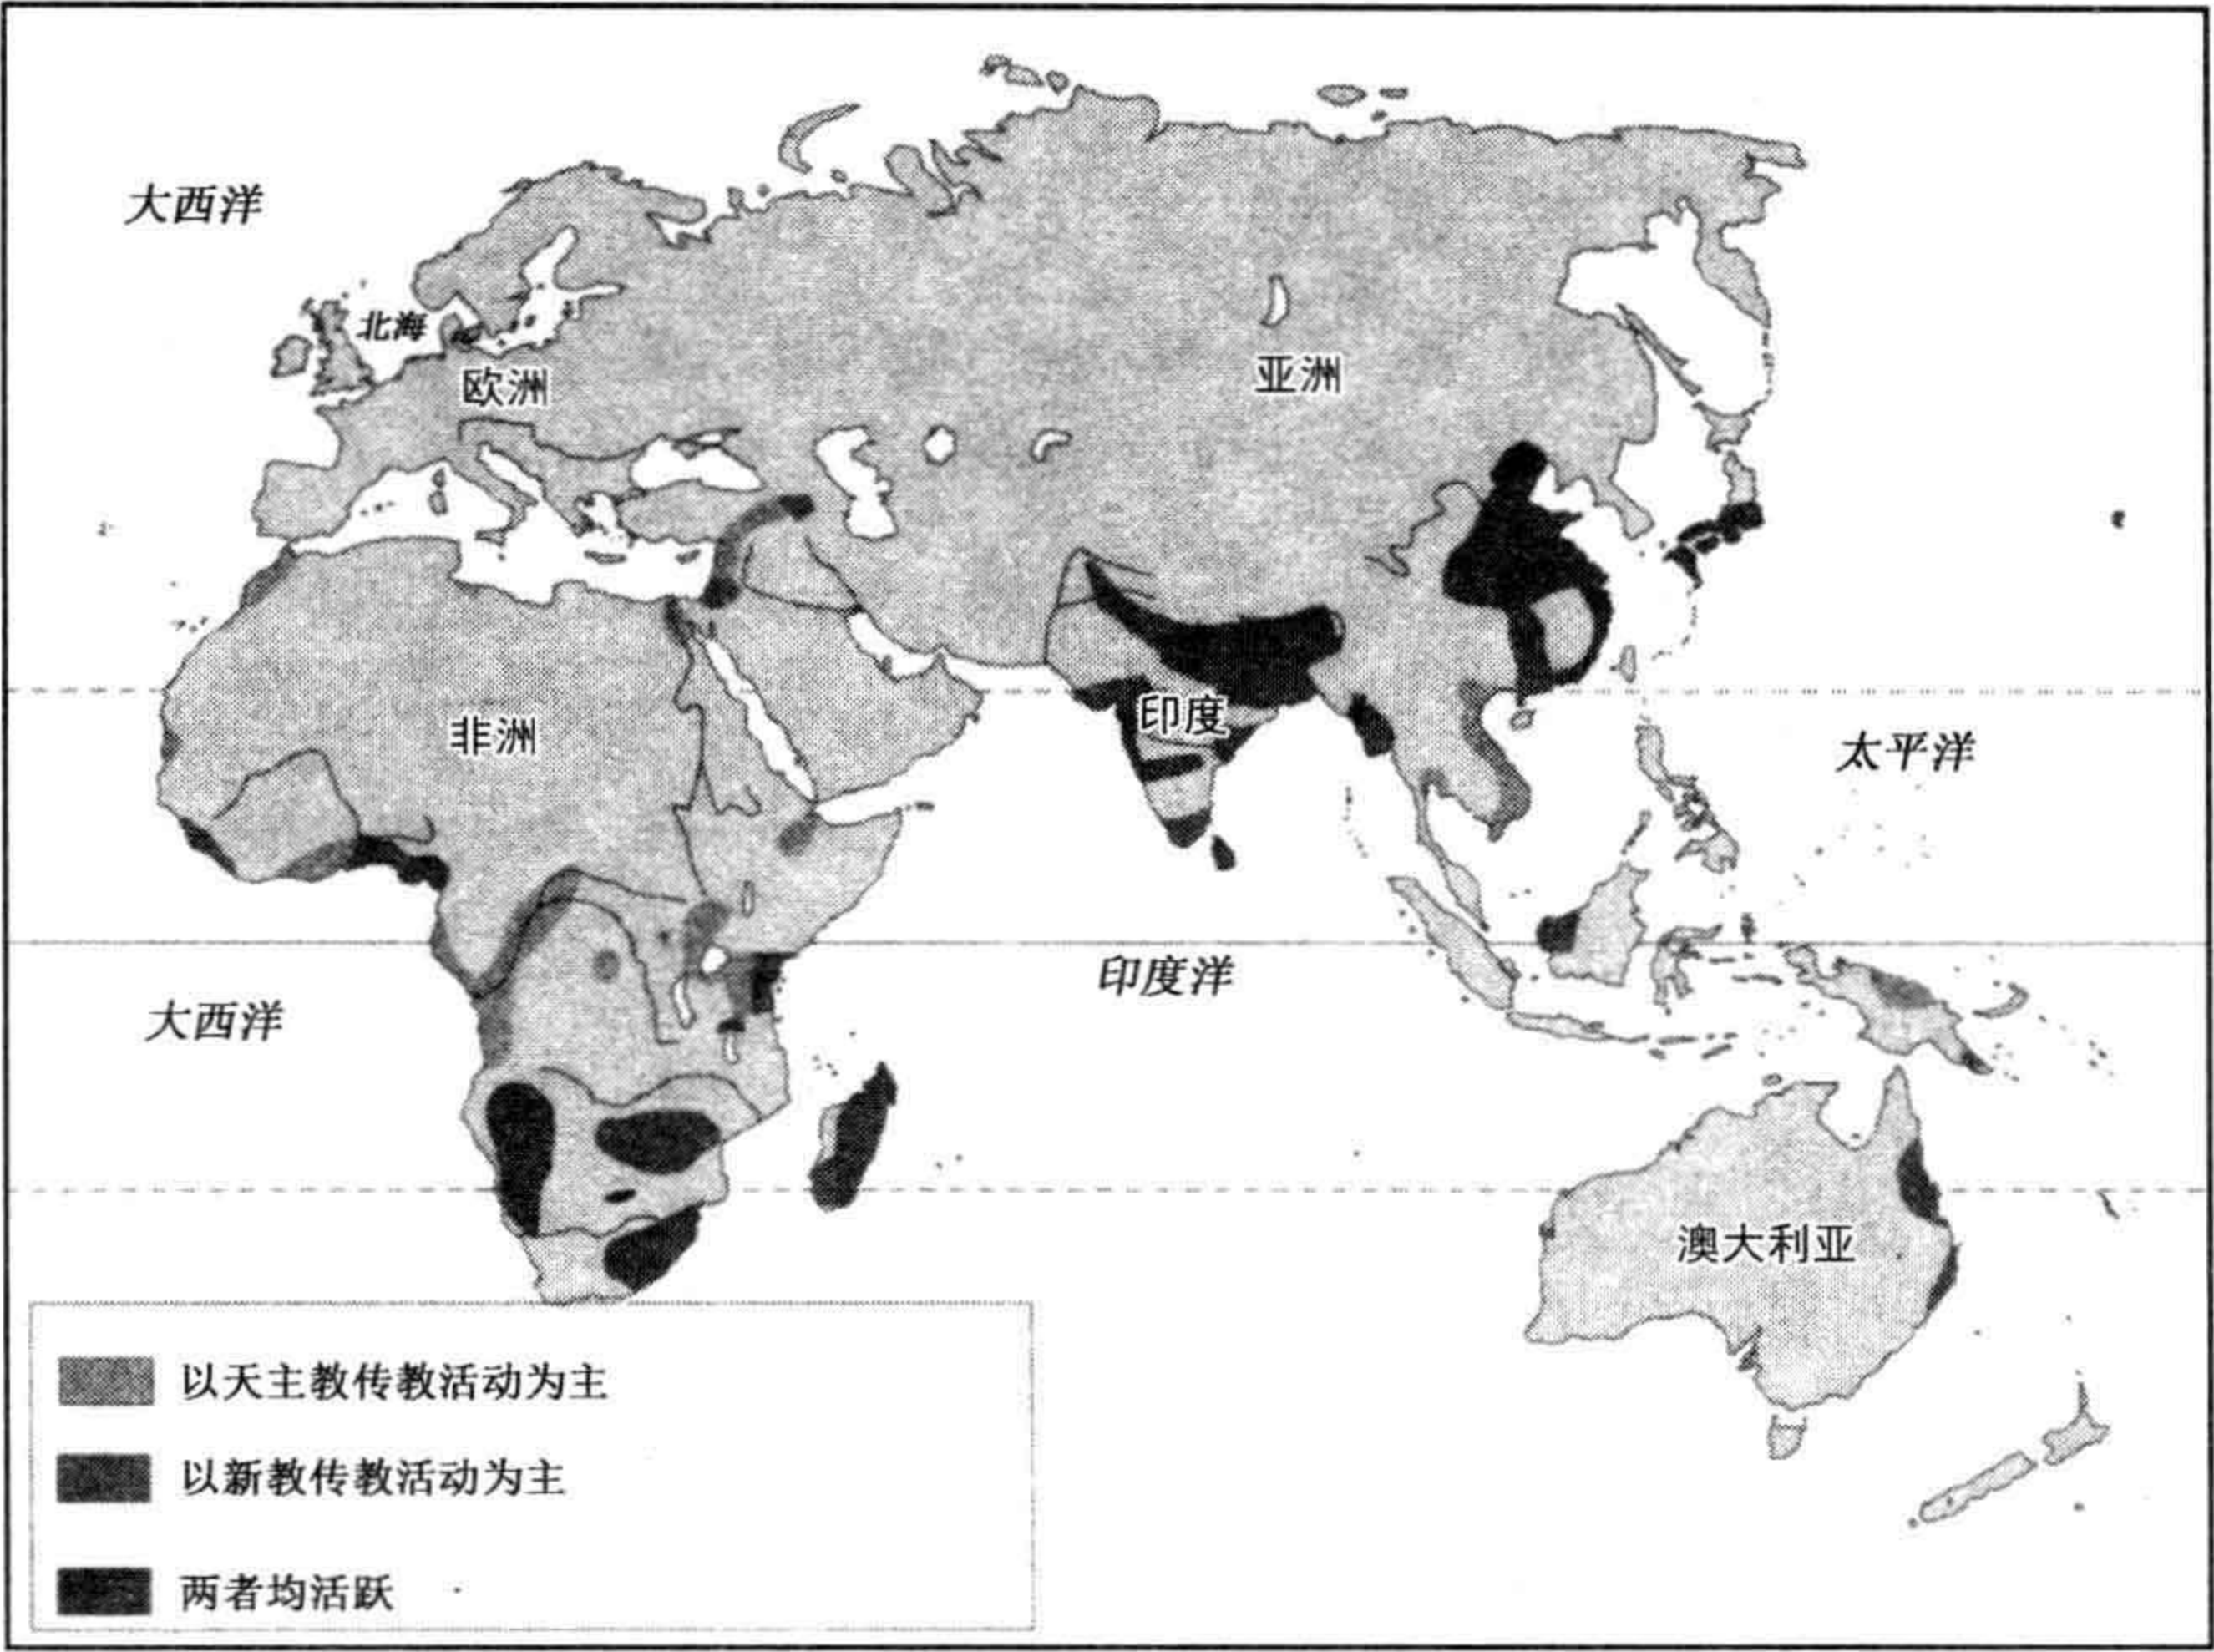 大西洋
北海
欧洲
亚洲
非洲
印度
太平洋
印度洋
大西洋
澳大利亚
以天主教传教活动为主
以新教传教活动为主
两者均活跃